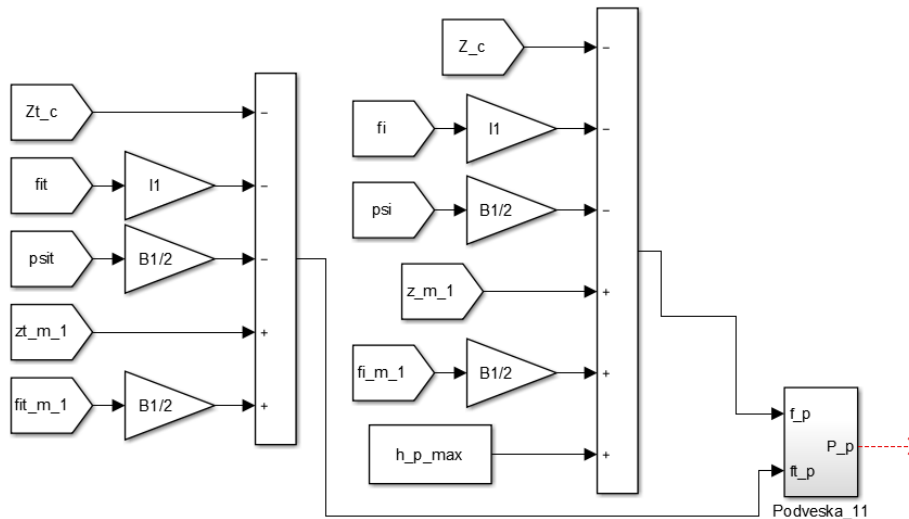 Z_c
Zt_c
fi
l1
fit
l1
psi
B1/2
psit
B1/2
z_m_1
zt_m_1
fi_m_1
B1/2
fit_m_1
B1/2
h_p_max
f_p
P_p
ft_p
Podveska_11